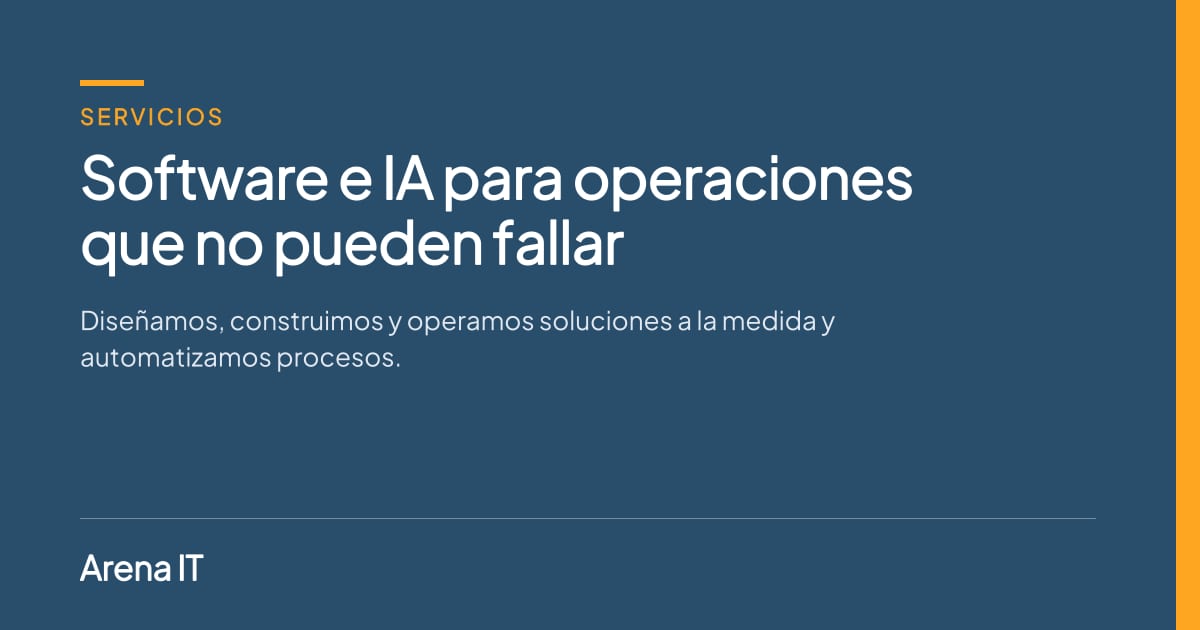 SERVICIOS
Software e IA para operaciones
que no pueden fallar
Diseñamos, construimos y operamos soluciones a la medida y
automatizamos procesos.
Arena IT